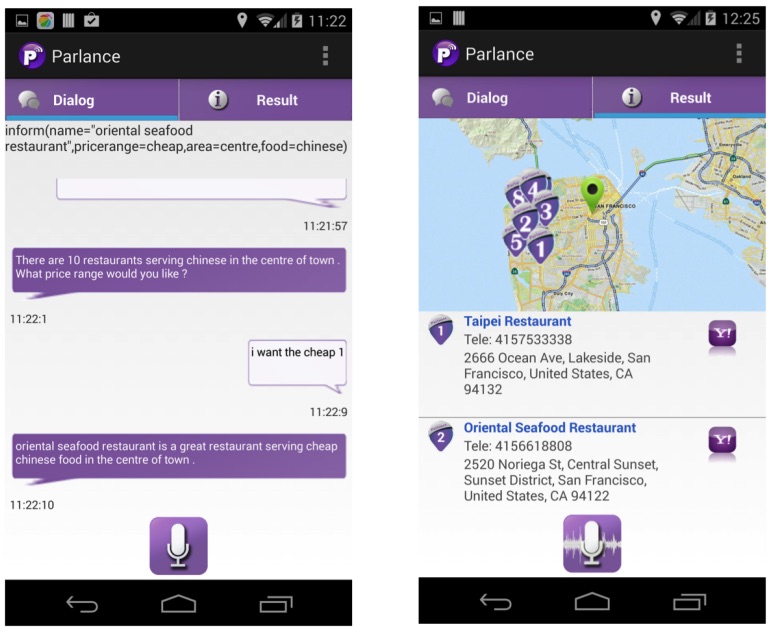 11:22
Parlance
Dialog
Result
inform(name="oriental seafood
restaurant",pricerange=cheap,area=centre,food=chinese)
11:21:57
There are 10 restaurants serving chinese in the centre of town .
What price range would you like ?
11:22:1
i want the cheap 1
11:22:9
oriental seafood restaurant is a great restaurant serving cheap
chinese food in the centre of town .
11:22:10
12:25
Parlance
Dialog
Result
Emeryville
Oakland
SAN FRANCISCO
8
4
3
2
5
1
Daly City
1
Taipei Restaurant
Tele: 4157533338
2666 Ocean Ave, Lakeside, San
Francisco, United States, CA
94132
Y!
2
Oriental Seafood Restaurant
Tele: 4156618808
2520 Noriega St, Central Sunset,
Sunset District, San Francisco,
United States, CA 94122
Y!